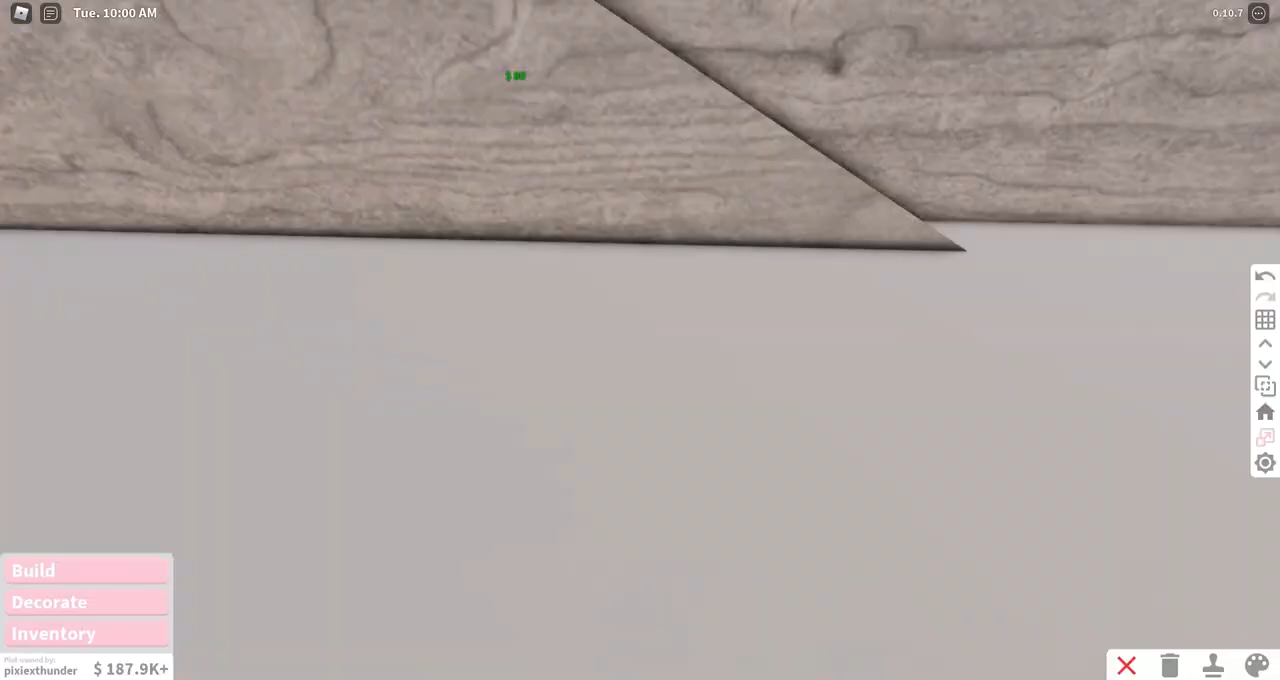 Tue. 10:00 AM
0.10.7
Build
Decorate
Inventory
Plot owned by:
pixiexthunder
$ 187.9K+